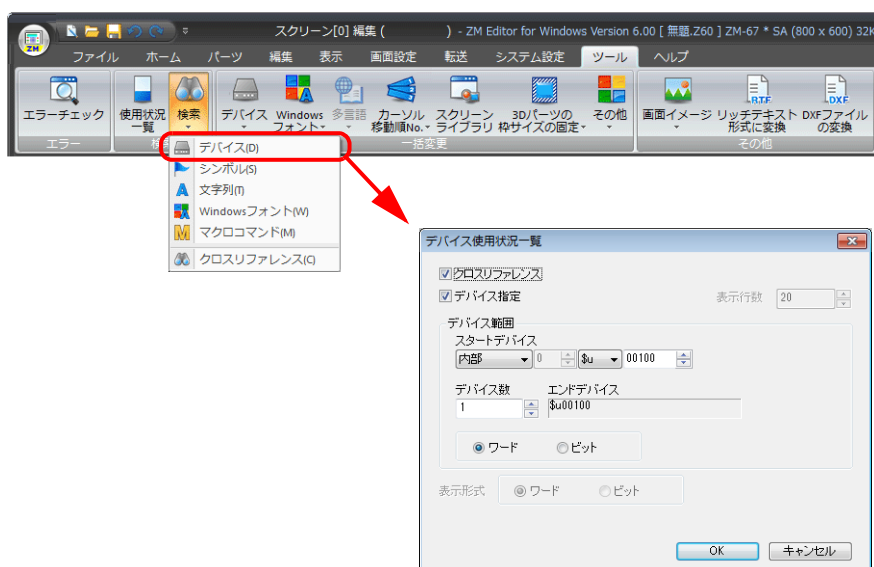 スクリーン[0] 編集 (          ) - ZM Editor for Windows Version 6.00 [ 無題.Z60 ] ZM-67 * SA (800 x 600) 32K
ZM
ファイル ホーム パーツ 編集 表示 画面設定 転送 システム設定 ツール ヘルプ
エラーチェック 使用状況一覧 検索 デバイス Windowsフォント 多言語 カーソル移動順No. スクリーンライブラリ 3Dパーツの枠サイズの固定 その他 画面イメージ リッチテキスト形式に変換 DXFファイルの変換
エラー 検 一括変更 その他
デバイス(D)
シンボル(S)
文字列(T)
Windowsフォント(W)
マクロコマンド(M)
クロスリファレンス(C)
デバイス使用状況一覧
クロスリファレンス
デバイス指定 表示行数 20
デバイス範囲
スタートデバイス
内部 0 $u 00100
デバイス数 エンドデバイス
1 $u00100
ワード ビット
表示形式 ワード ビット
OK キャンセル